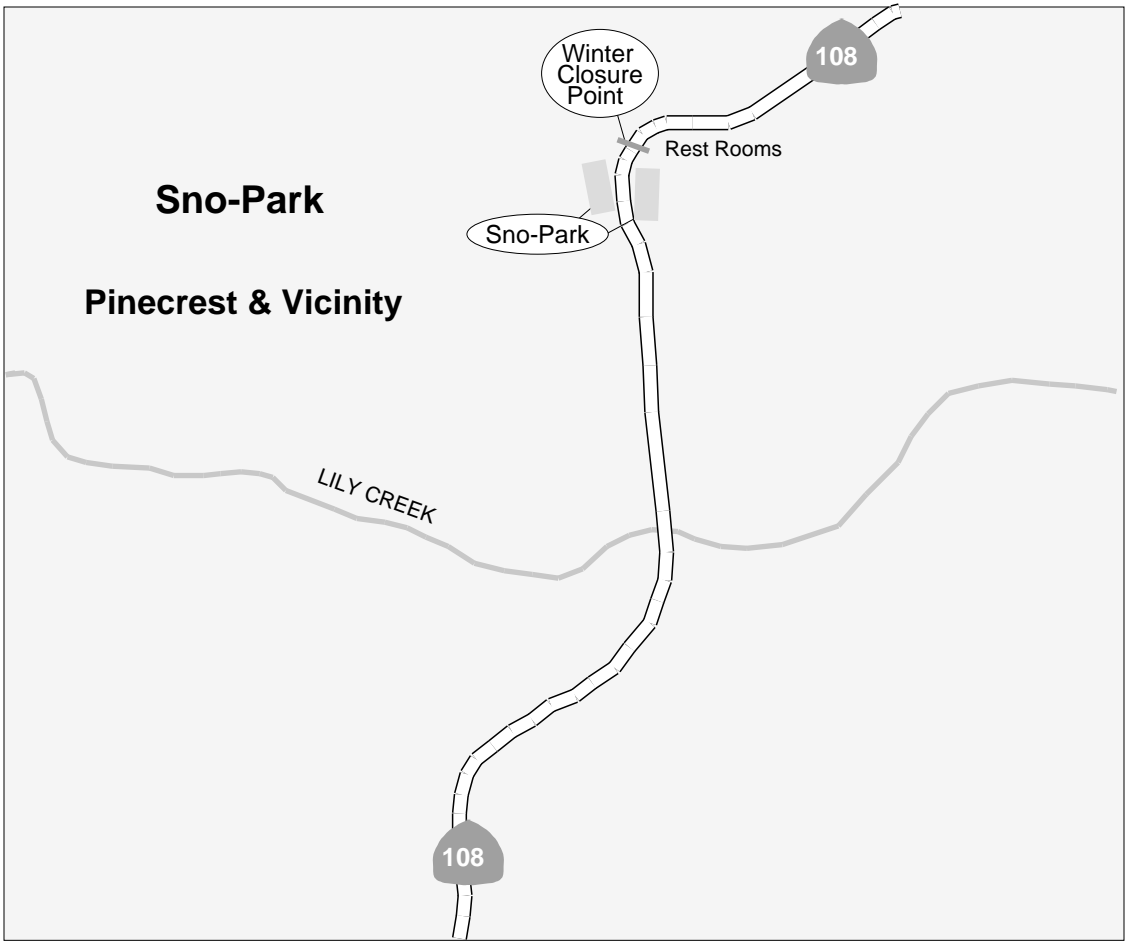 108
Winter
Closure
Point
Rest Rooms
Sno-Park
Sno-Park
Pinecrest & Vicinity
LILY CREEK
108